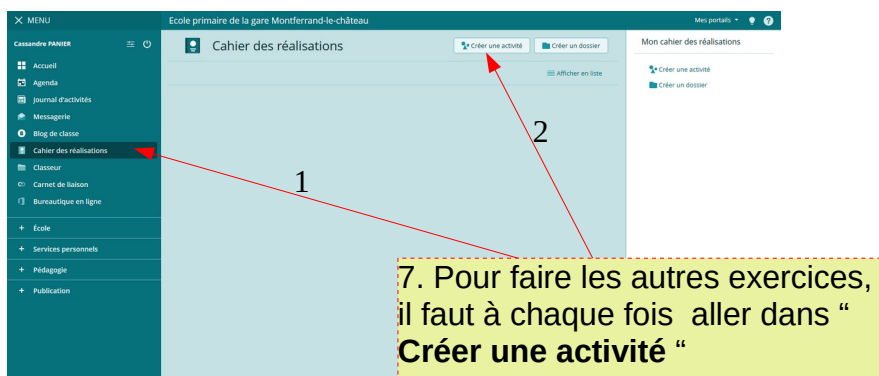 MENU
Ecole primaire de la gare Montferrand-le-château
Mes portails
Cassandre PANIER
Accueil
Agenda
Journal d'activités
Messagerie
Blog de classe
Cahier des réalisations
Classeur
Carnet de liaison
Bureautique en ligne
+ École
+ Services personnels
+ Pédagogie
+ Publication
Cahier des réalisations
Créer une activité
Créer un dossier
Afficher en liste
Mon cahier des réalisations
Créer une activité
Créer un dossier
1
2
7. Pour faire les autres exercices,
il faut à chaque fois aller dans “
Créer une activité “